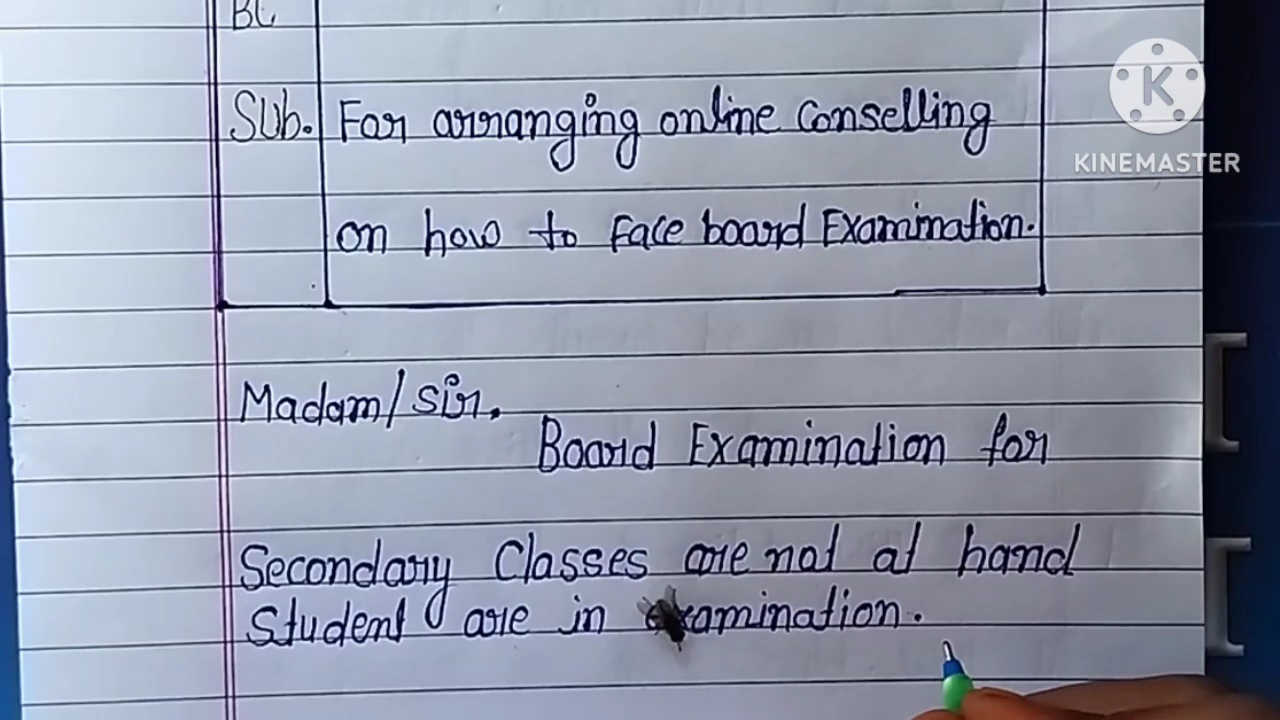 Sub. For arranging online Conselling
on how to Face board Examination.
Madam/Sir.
Board Examination for
Secondary Classes are not at hand
Student are in examination.
K
KINEMASTER